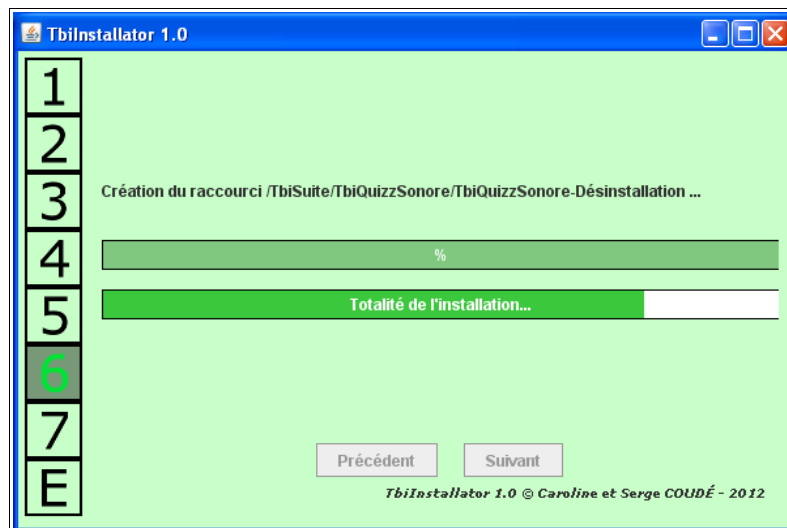 TbiInstallator 1.0
1
2
3
4
5
6
7
E
Création du raccourci /TbiSuite/TbiQuizzSonore/TbiQuizzSonore-Désinstallation ...
%
Totalité de l'installation...
Précédent
Suivant
TbiInstallator 1.0 © Caroline et Serge COUDÉ - 2012